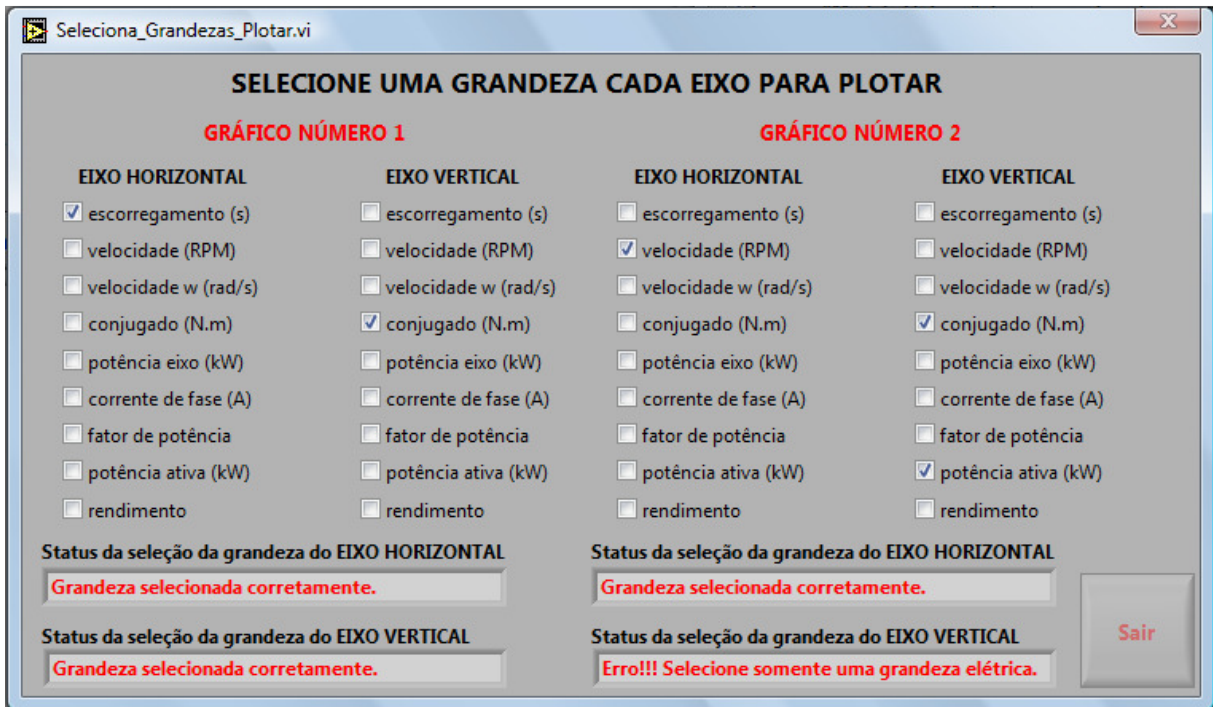 Seleciona_Grandezas_Plotar.vi
SELECIONE UMA GRANDEZA CADA EIXO PARA PLOTAR
GRÁFICO NÚMERO 1
GRÁFICO NÚMERO 2
EIXO HORIZONTAL
EIXO VERTICAL
EIXO HORIZONTAL
EIXO VERTICAL
escorregamento (s)
escorregamento (s)
escorregamento (s)
escorregamento (s)
velocidade (RPM)
velocidade (RPM)
velocidade (RPM)
velocidade (RPM)
velocidade w (rad/s)
velocidade w (rad/s)
velocidade w (rad/s)
velocidade w (rad/s)
conjugado (N.m)
conjugado (N.m)
conjugado (N.m)
conjugado (N.m)
potência eixo (kW)
potência eixo (kW)
potência eixo (kW)
potência eixo (kW)
corrente de fase (A)
corrente de fase (A)
corrente de fase (A)
corrente de fase (A)
fator de potência
fator de potência
fator de potência
fator de potência
potência ativa (kW)
potência ativa (kW)
potência ativa (kW)
potência ativa (kW)
rendimento
rendimento
rendimento
rendimento
Status da seleção da grandeza do EIXO HORIZONTAL
Status da seleção da grandeza do EIXO HORIZONTAL
Grandeza selecionada corretamente.
Grandeza selecionada corretamente.
Status da seleção da grandeza do EIXO VERTICAL
Status da seleção da grandeza do EIXO VERTICAL
Grandeza selecionada corretamente.
Erro!!! Selecione somente uma grandeza elétrica.
Sair